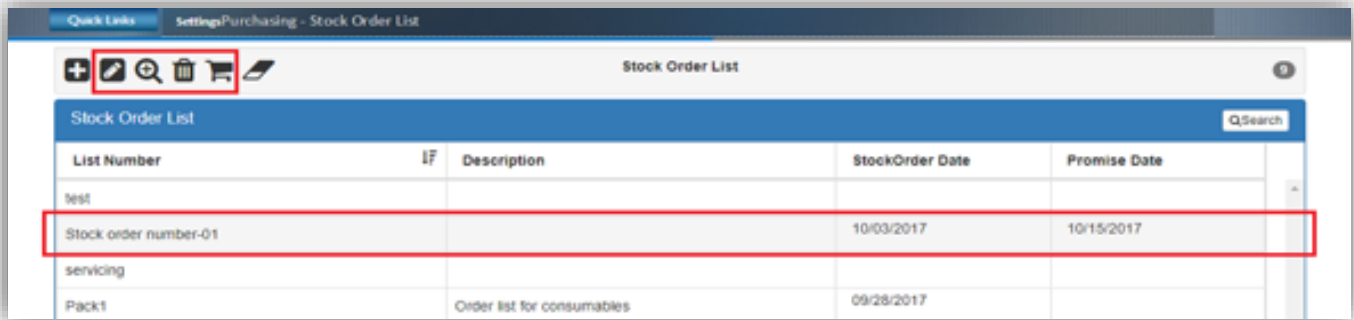 Quick Links SettingsPurchasing - Stock Order List
Stock Order List 9
Stock Order List Search
List Number Description StockOrder Date Promise Date
test
Stock order number-01 10/03/2017 10/15/2017
servicing
Pack1 Order list for consumables 09/28/2017